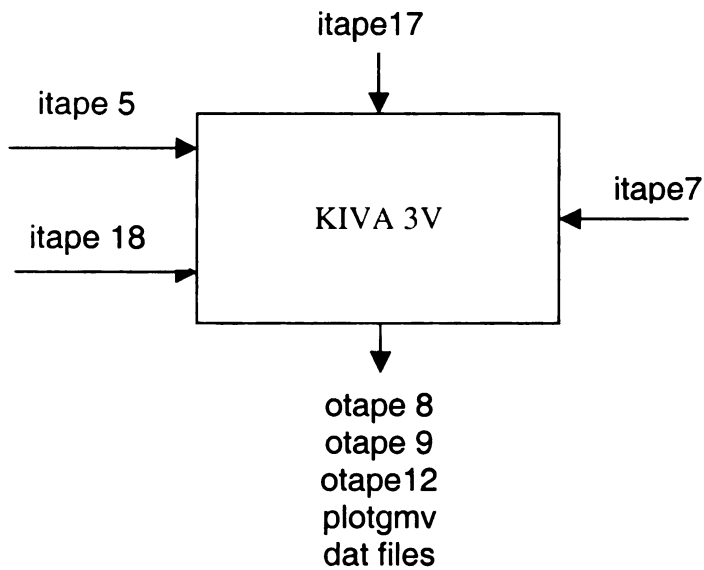 itape17
itape 5
itape 18
KIVA 3V
itape7
otape 8
otape 9
otape12
plotgmv
dat files